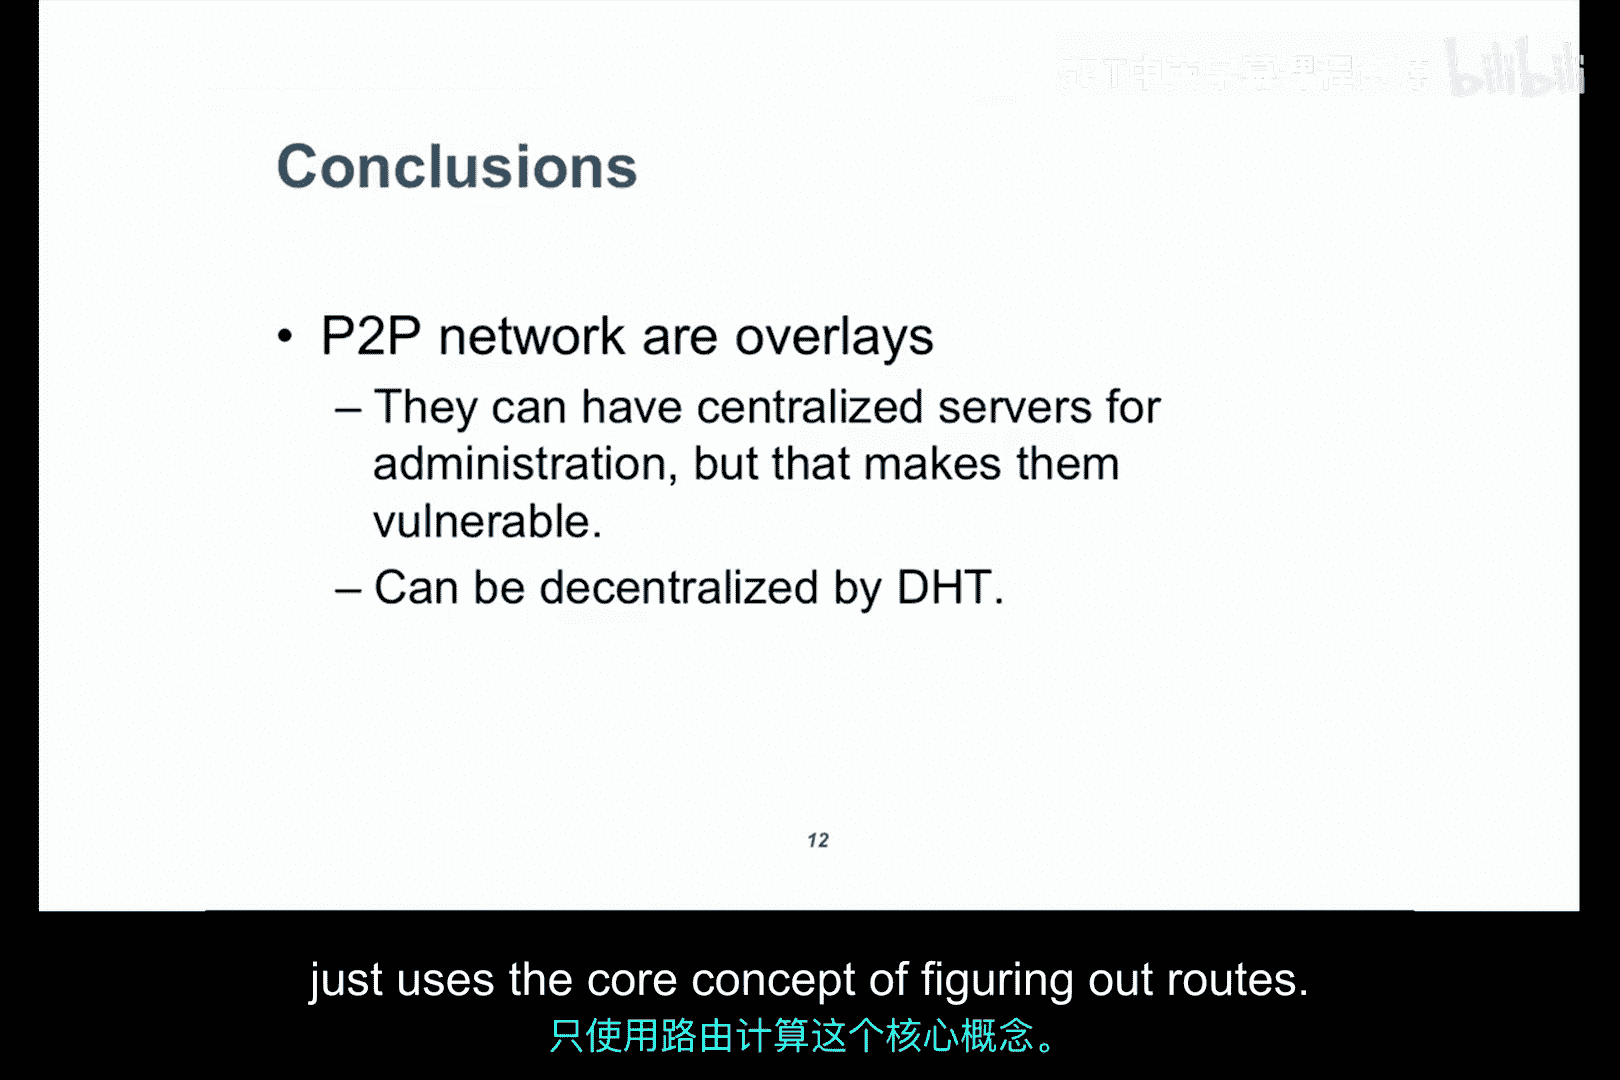 bilibili
Conclusions
• P2P network are overlays
– They can have centralized servers for
administration, but that makes them
vulnerable.
– Can be decentralized by DHT.
12
just uses the core concept of figuring out routes.
只使用路由计算这个核心概念。